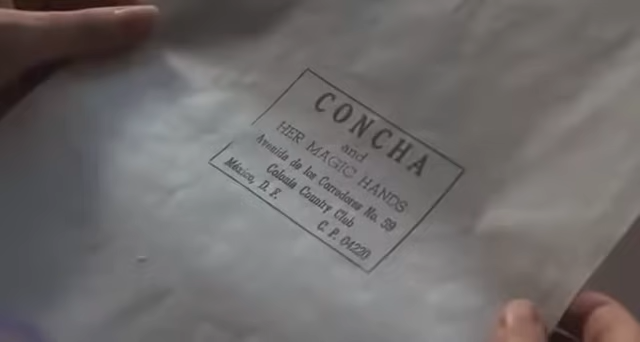 CONCHA
and
HER MAGIC HANDS
Avenida de los Corredores No. 59
Colonia Country Club
C. P. 04220
México, D. F.